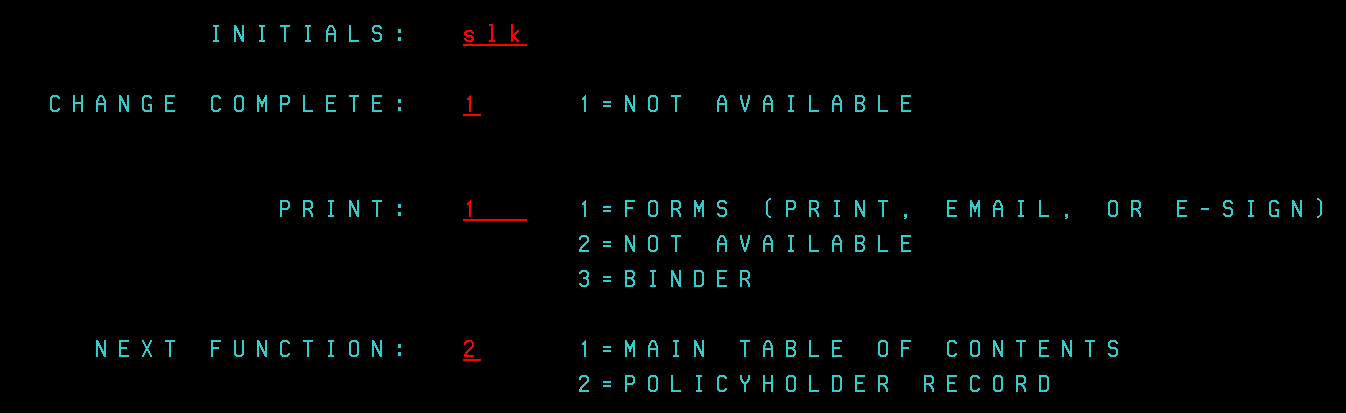 INITIALS: slk
CHANGE COMPLETE: 1 1=NOT AVAILABLE
PRINT: 1 1=FORMS (PRINT, EMAIL, OR E-SIGN)
2=NOT AVAILABLE
3=BINDER
NEXT FUNCTION: 2 1=MAIN TABLE OF CONTENTS
2=POLICYHOLDER RECORD